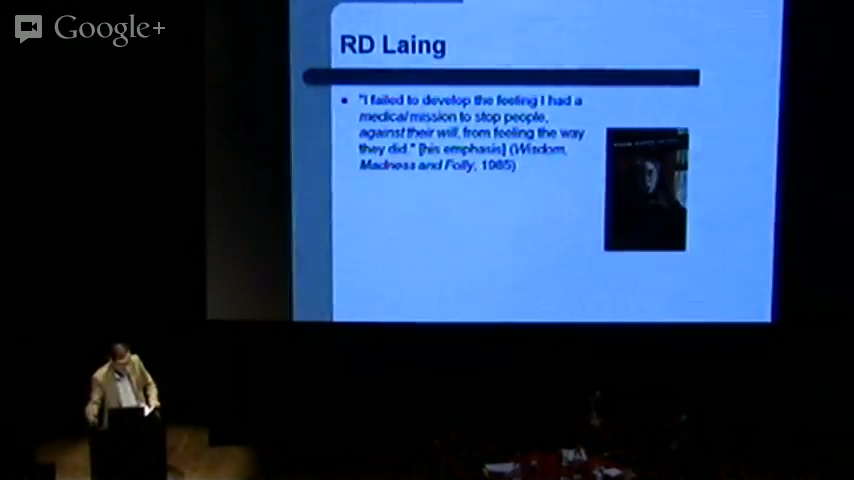 Google+
RD Laing
• "I failed to develop the feeling I had a
medical mission to stop people,
against their will, from feeling the way
they did." [his emphasis] (Wisdom,
Madness and Folly, 1985)